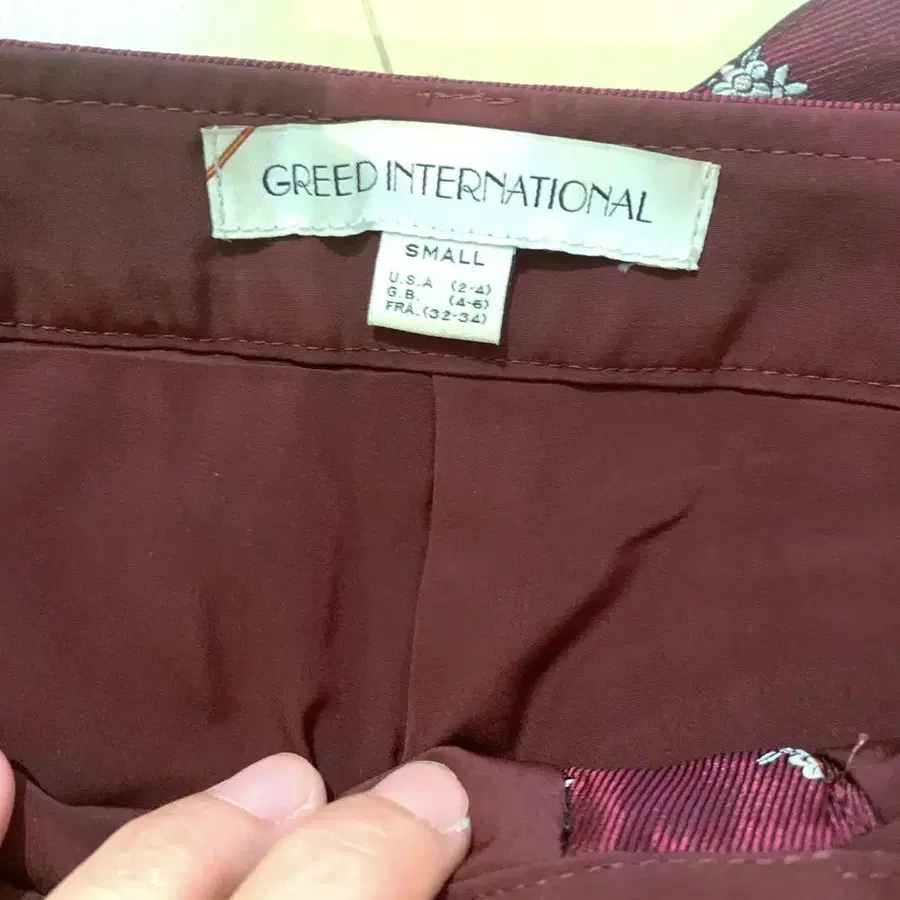 GREED INTERNATIONAL
SMALL
U.S.A (2-4)
G.B. (4-6)
FRA. (32-34)